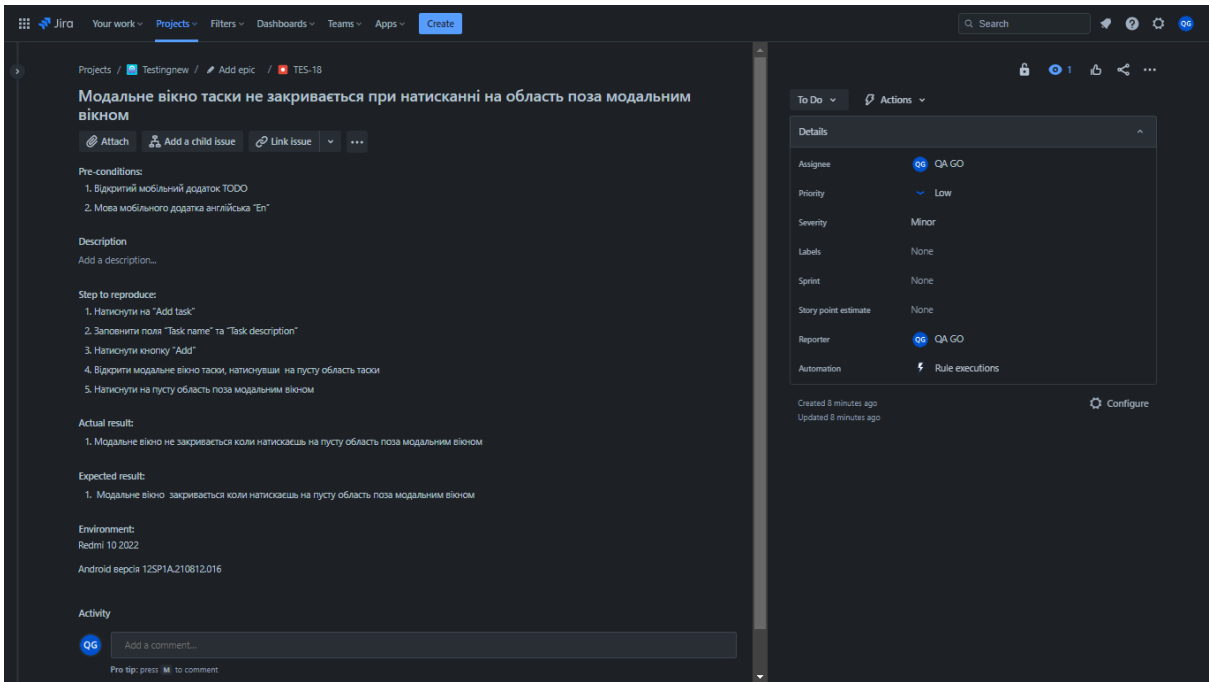 Jira Your work Projects Filters Dashboards Teams Apps Create Search QG
Projects / Testingnew / Add epic / TES-18
1
Модальне вікно таски не закривається при натисканні на область поза модальним
вікном
Attach Add a child issue Link issue
Pre-conditions:
1. Відкритий мобільний додаток TODO
2. Мова мобільного додатка англійська "En"
Description
Add a description...
Step to reproduce:
1. Натиснути на "Add task"
2. Заповнити поля "Task name" та "Task description"
3. Натиснути кнопку "Add"
4. Відкрити модальне вікно таски, натиснувши на пусту область таски
5. Натиснути на пусту область поза модальним вікном
Actual result:
1. Модальне вікно не закривається коли натискаєшь на пусту область поза модальним вікном
Expected result:
1. Модальне вікно закривається коли натискаєшь на пусту область поза модальним вікном
Environment:
Redmi 10 2022
Android версія 12SP1A.210812.016
Activity
QG Add a comment...
Pro tip: press M to comment
To Do Actions
Details
Assignee QG QA GO
Priority Low
Severity Minor
Labels None
Sprint None
Story point estimate None
Reporter QG QA GO
Automation Rule executions
Created 8 minutes ago Configure
Updated 8 minutes ago